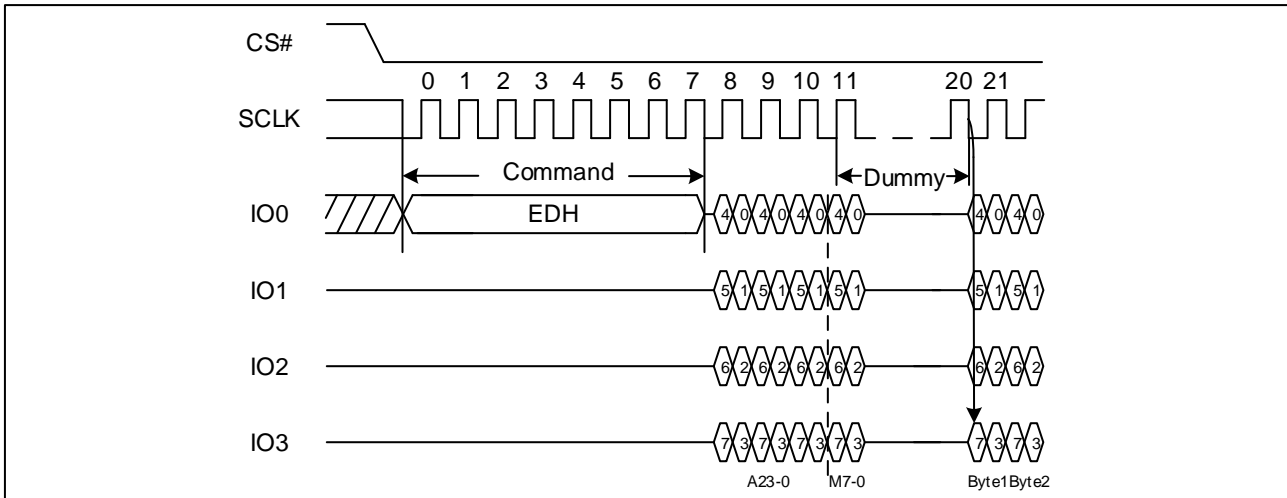 CS#
0 1 2 3 4 5 6 7 8 9 10 11 20 21
SCLK
Command Dummy
IO0 EDH 4 0 4 0 4 0 4 0 4 0 4 0
IO1 5 1 5 1 5 1 5 1 5 1 5 1
IO2 6 2 6 2 6 2 6 2 6 2 6 2
IO3 7 3 7 3 7 3 7 3 7 3 7 3
A23-0 M7-0 Byte1 Byte2